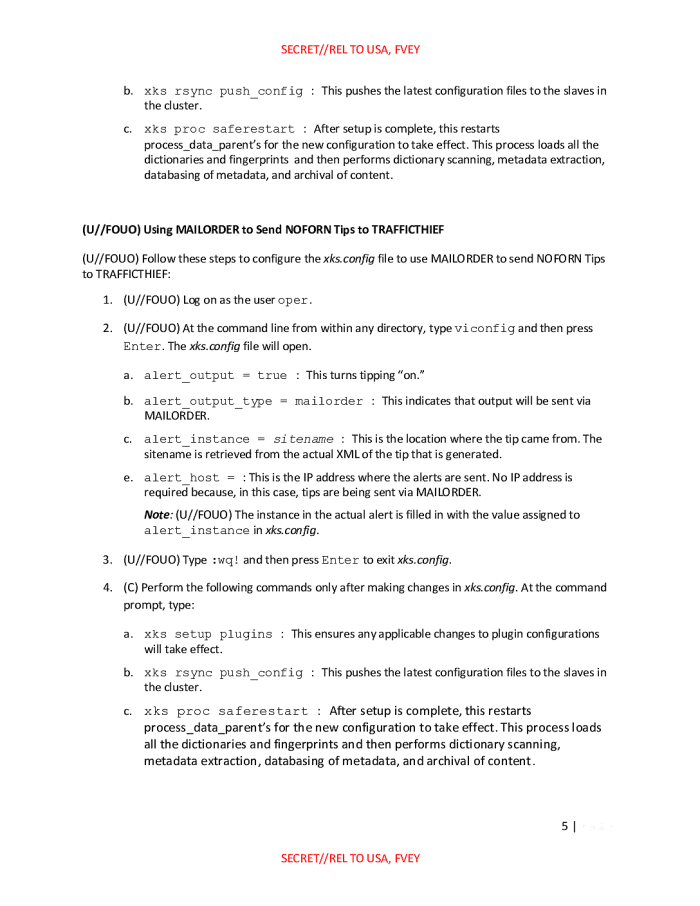 SECRET//REL TO USA, FVEY
b. xks rsync push_config : This pushes the latest configuration files to the slaves in
the cluster.
c. xks proc saferestart : After setup is complete, this restarts
process_data_parent's for the new configuration to take effect. This process loads all the
dictionaries and fingerprints and then performs dictionary scanning, metadata extraction,
databasing of metadata, and archival of content.
(U//FOUO) Using MAILORDER to Send NOFORN Tips to TRAFFICTHIEF
(U//FOUO) Follow these steps to configure the xks.config file to use MAILORDER to send NOFORN Tips
to TRAFFICTHIEF:
1. (U//FOUO) Log on as the user oper.
2. (U//FOUO) At the command line from within any directory, type viconfig and then press
Enter. The xks.config file will open.
a. alert_output = true : This turns tipping “on.”
b. alert_output_type = mailorder : This indicates that output will be sent via
MAILORDER.
c. alert_instance = sitename : This is the location where the tip came from. The
sitename is retrieved from the actual XML of the tip that is generated.
e. alert_host = : This is the IP address where the alerts are sent. No IP address is
required because, in this case, tips are being sent via MAILORDER.
Note: (U//FOUO) The instance in the actual alert is filled in with the value assigned to
alert_instance in xks.config.
3. (U//FOUO) Type :wq! and then press Enter to exit xks.config.
4. (C) Perform the following commands only after making changes in xks.config. At the command
prompt, type:
a. xks setup plugins : This ensures any applicable changes to plugin configurations
will take effect.
b. xks rsync push_config : This pushes the latest configuration files to the slaves in
the cluster.
c. xks proc saferestart : After setup is complete, this restarts
process_data_parent's for the new configuration to take effect. This process loads
all the dictionaries and fingerprints and then performs dictionary scanning,
metadata extraction, databasing of metadata, and archival of content.
5 |
SECRET//REL TO USA, FVEY